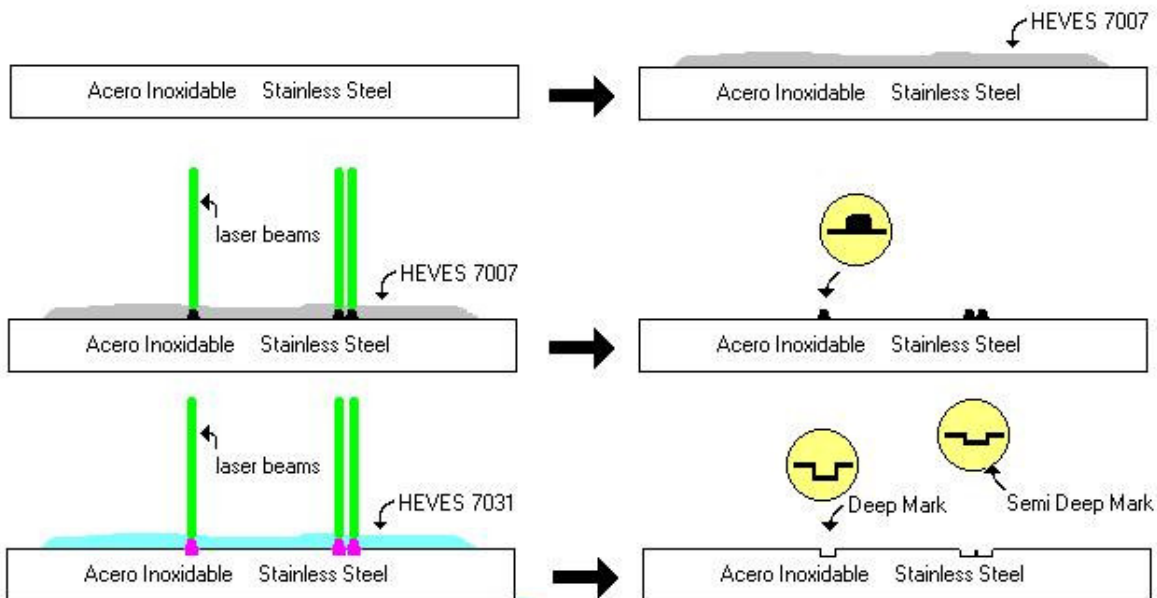 HEVES 7007
Acero Inoxidable Stainless Steel
Acero Inoxidable Stainless Steel
laser beams
HEVES 7007
Acero Inoxidable Stainless Steel
Acero Inoxidable Stainless Steel
laser beams
HEVES 7031
Deep Mark
Semi Deep Mark
Acero Inoxidable Stainless Steel
Acero Inoxidable Stainless Steel